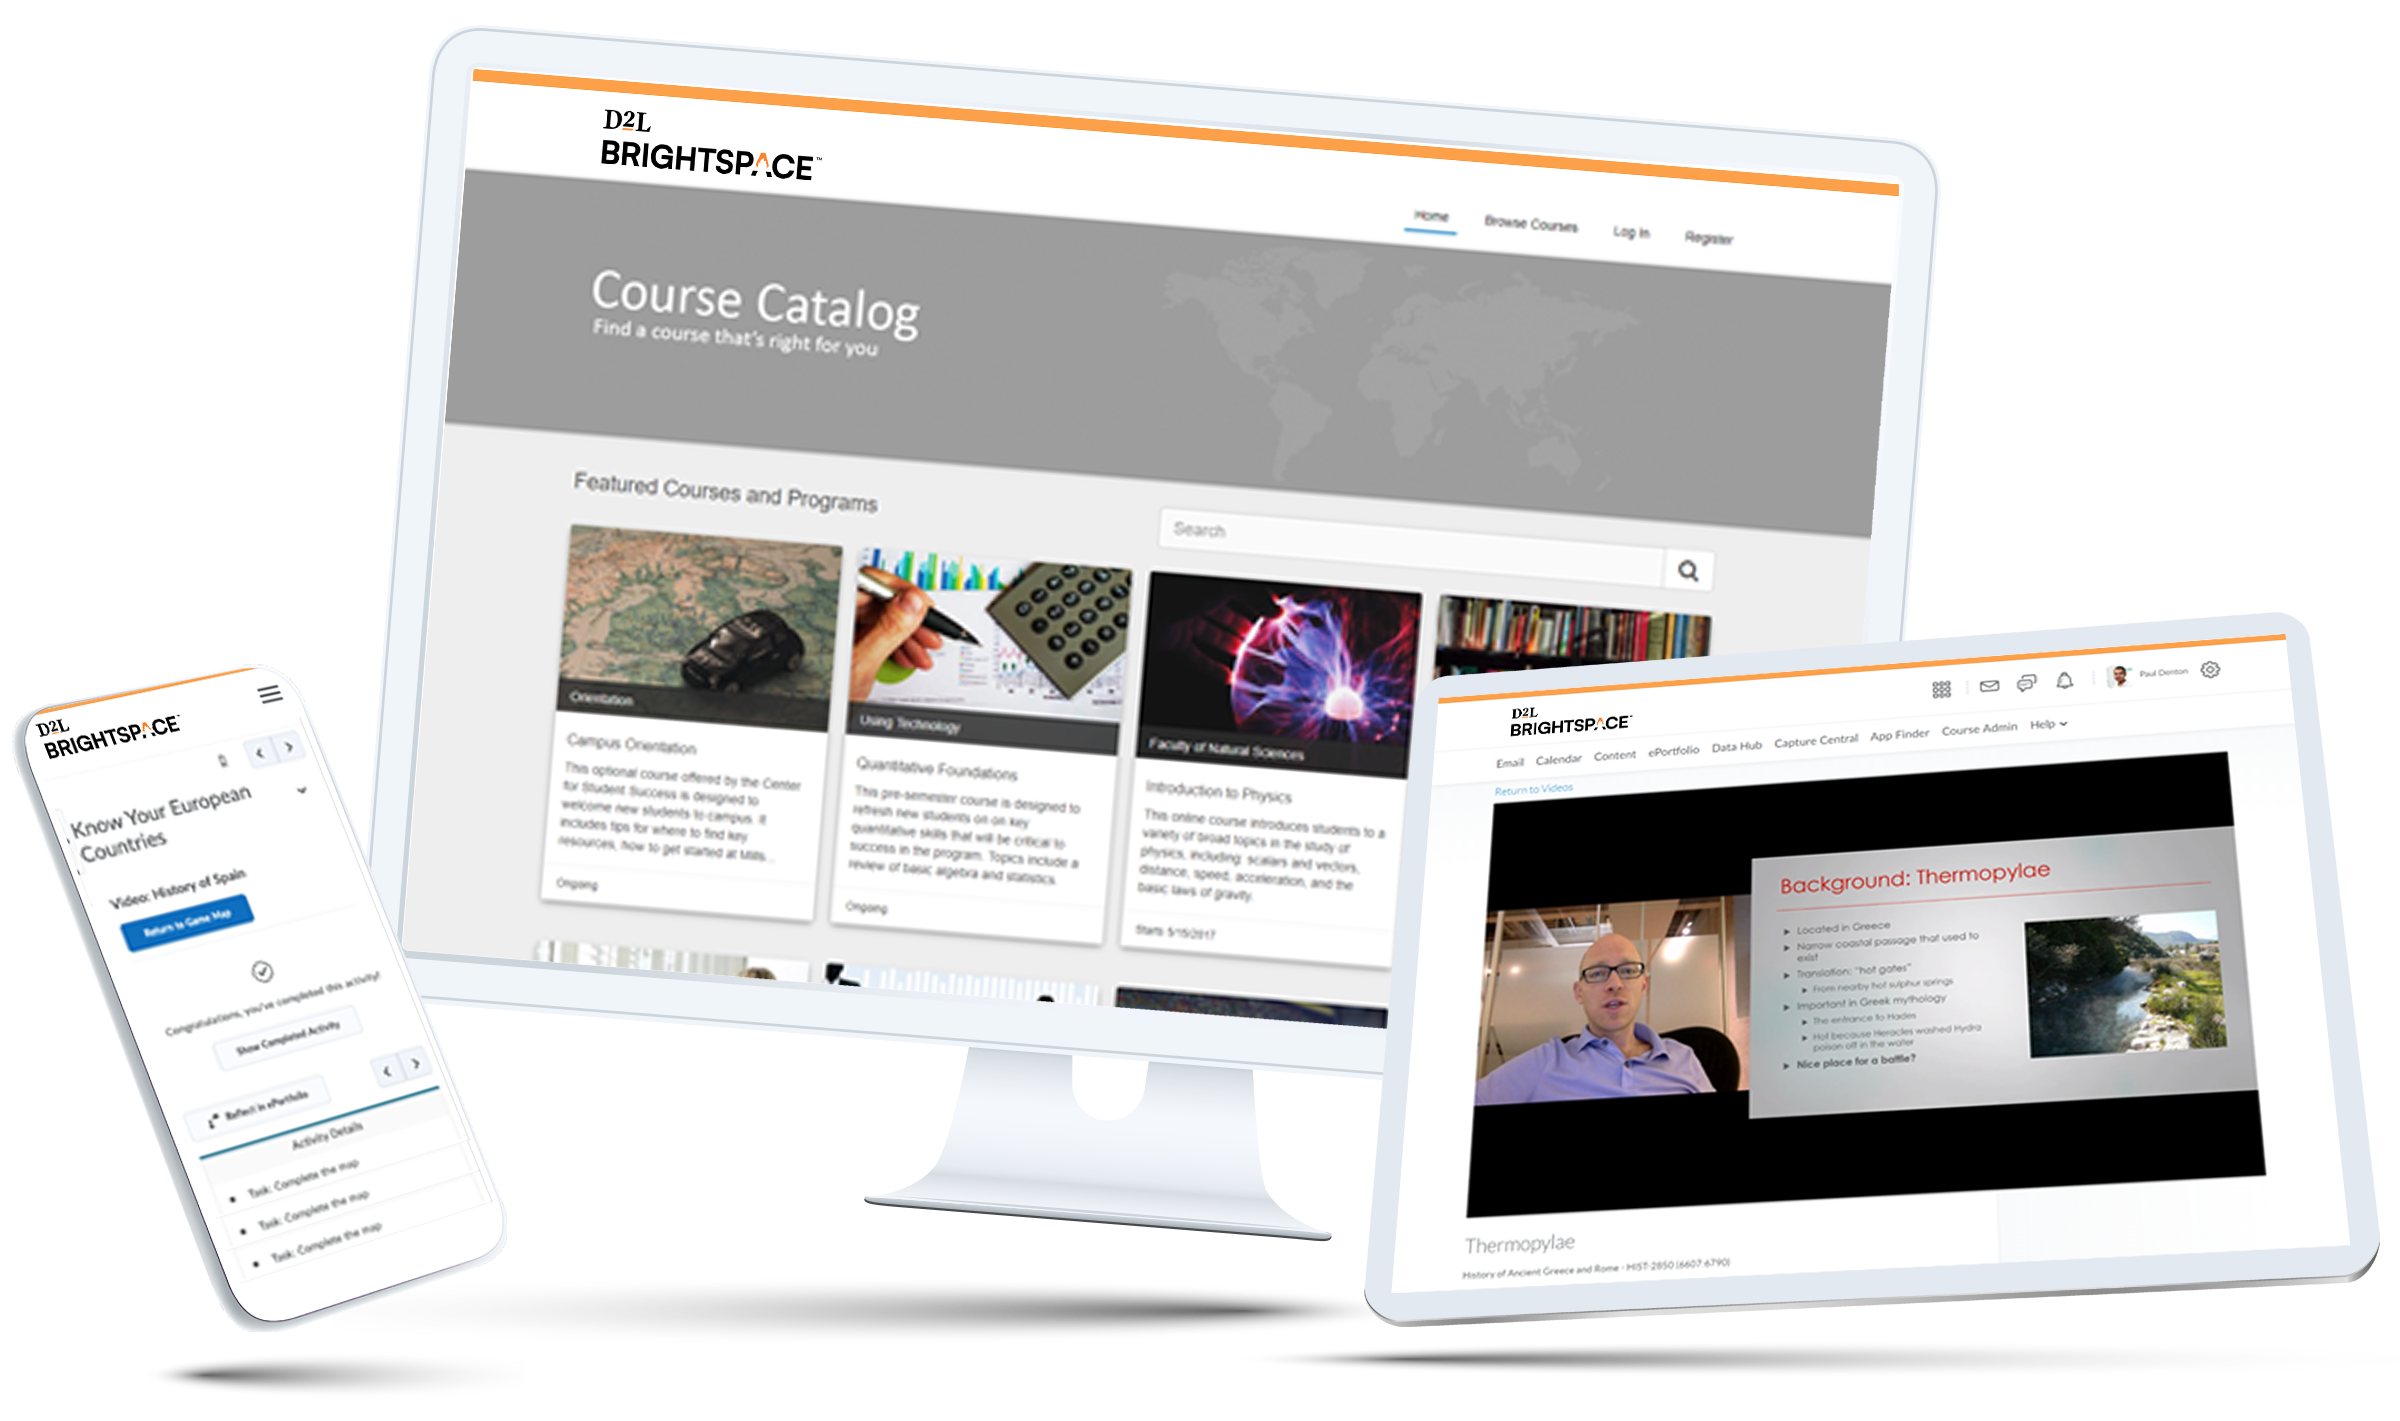 D2L
BRIGHTSPACE™
Home
Browse Courses
Log In
Register
Course Catalog
Find a course that's right for you
Featured Courses and Programs
Search
Orientation
Campus Orientation
This optional course offered by the Center
for Student Success is designed to
welcome new students to campus. It
includes tips for where to find key
resources, how to get started at Mills...
Ongoing
Using Technology
Quantitative Foundations
This pre-semester course is designed to
refresh new students on on key
quantitative skills that will be critical to
success in the program. Topics include a
review of basic algebra and statistics.
Ongoing
Faculty of Natural Sciences
Introduction to Physics
This online course introduces students to a
variety of broad topics in the study of
physics, including: scalars and vectors,
distance, speed, acceleration, and the
basic laws of gravity.
Starts 5/15/2017
D2L
BRIGHTSPACE™
Know Your European
Countries
Video: History of Spain
Return to Game Map
Congratulations, you've completed this activity!
Show Completed Activity
Reflect in ePortfolio
Activity Details
Task: Complete the map
Task: Complete the map
Task: Complete the map
D2L
BRIGHTSPACE™
Paul Denton
Email
Calendar
Content
ePortfolio
Data Hub
Capture Central
App Finder
Course Admin
Help
Return to Videos
Background: Thermopylae
Located in Greece
Narrow coastal passage that used to
exist
Translation: "hot gates"
From nearby hot sulphur springs
Important in Greek mythology
The entrance to Hades
Hot because Heracles washed Hydra
poison off in the water
Nice place for a battle?
Thermopylae
History of Ancient Greece and Rome - HIST-2850 (6607 6790)